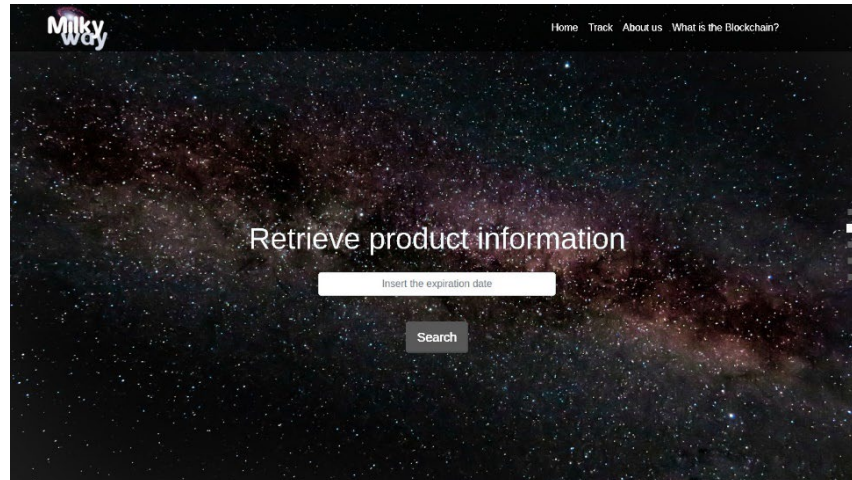 Milky
way
Home Track About us What is the Blockchain?
Retrieve product information
Insert the expiration date
Search